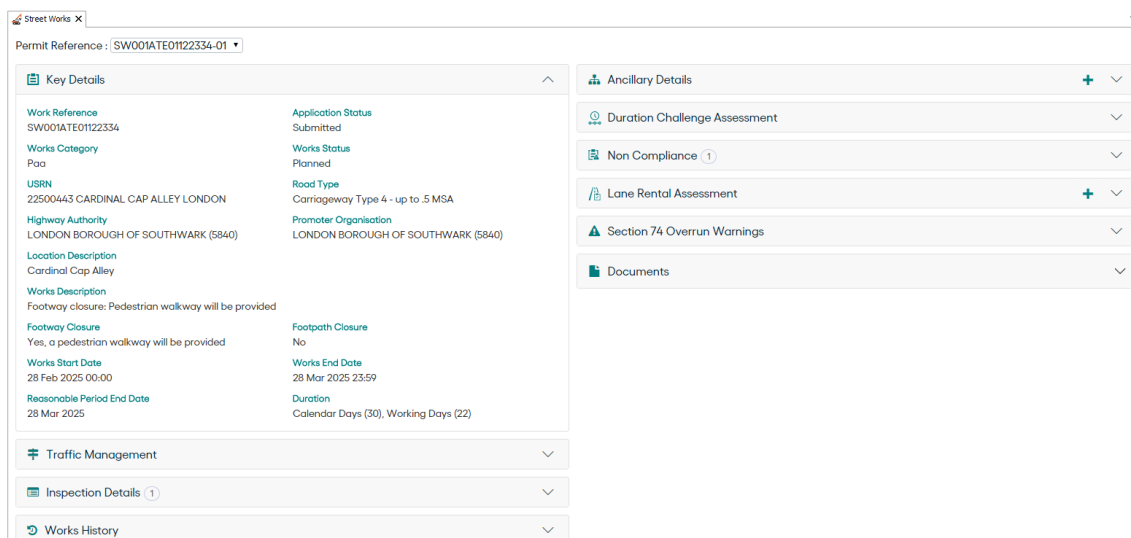 Street Works X
Permit Reference : SW001ATE01122334-01
Key Details
Work Reference
SW001ATE01122334
Application Status
Submitted
Works Category
Paa
Works Status
Planned
USRN
22500443 CARDINAL CAP ALLEY LONDON
Road Type
Carriageway Type 4 - up to .5 MSA
Highway Authority
LONDON BOROUGH OF SOUTHWARK (5840)
Promoter Organisation
LONDON BOROUGH OF SOUTHWARK (5840)
Location Description
Cardinal Cap Alley
Works Description
Footway closure: Pedestrian walkway will be provided
Footway Closure
Yes, a pedestrian walkway will be provided
Footpath Closure
No
Works Start Date
28 Feb 2025 00:00
Works End Date
28 Mar 2025 23:59
Reasonable Period End Date
28 Mar 2025
Duration
Calendar Days (30), Working Days (22)
Traffic Management
Inspection Details 1
Works History
Ancillary Details
Duration Challenge Assessment
Non Compliance 1
Lane Rental Assessment
Section 74 Overrun Warnings
Documents